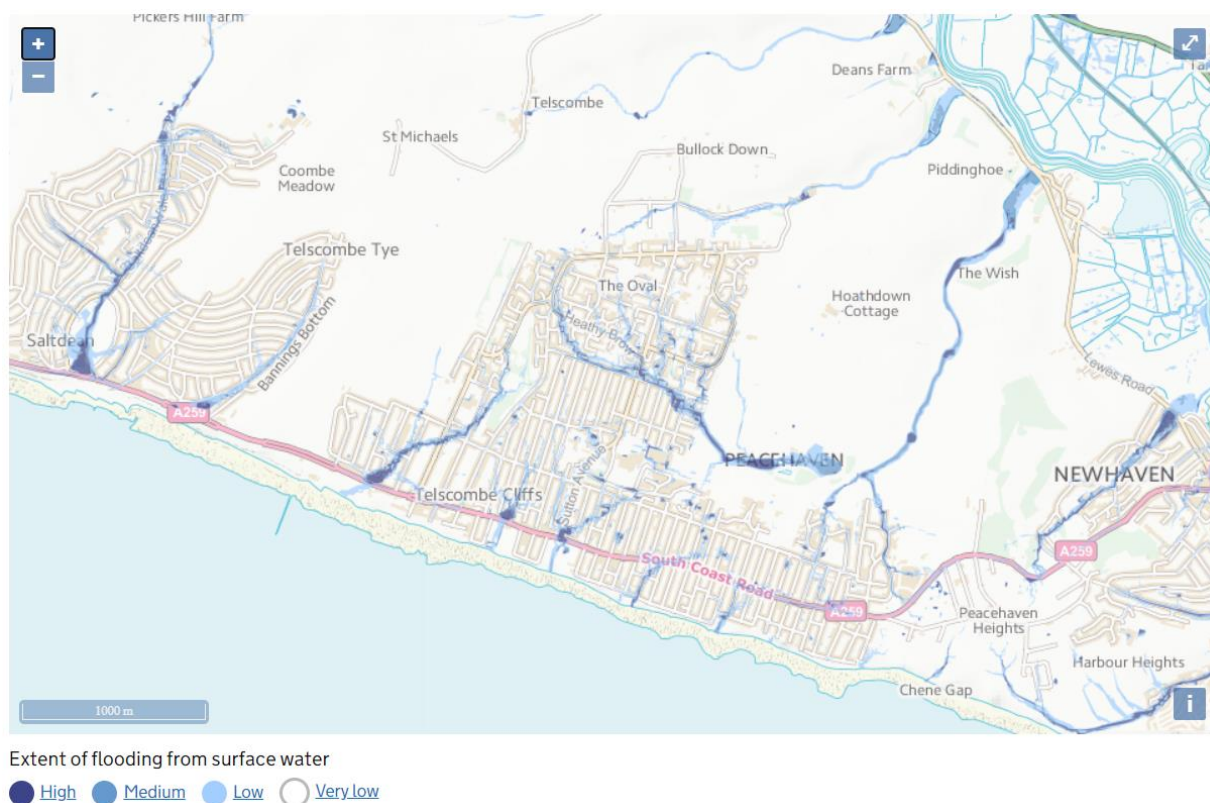 Pickers Hill Farm
+
−
Deans Farm
Ta
Telscombe
St Michaels
Bullock Down
Coombe
Meadow
Piddinghoe
Telscombe Tye
The Wish
The Oval
Hoathdown
Cottage
Heathy Brow
Saltdean
Bannings Bottom
Lewes Road
A259
PEACEHAVEN
NEWHAVEN
Telscombe Cliffs
Sutton Avenue
A259
South Coast Road
A259
Peacehaven
Heights
Harbour Heights
Chene Gap
1000 m
i
Extent of flooding from surface water
High Medium Low Very low